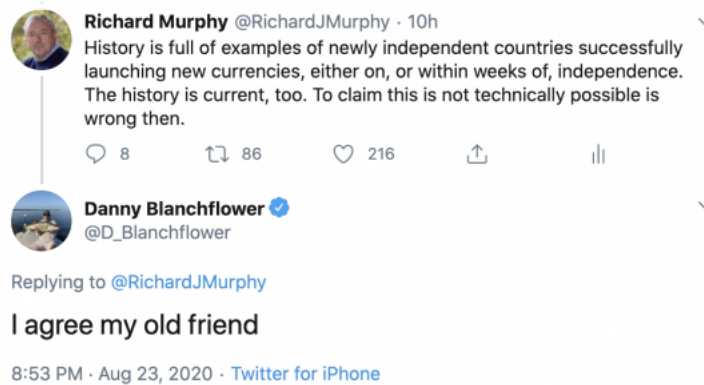 Richard Murphy @RichardJMurphy · 10h
History is full of examples of newly independent countries successfully
launching new currencies, either on, or within weeks of, independence.
The history is current, too. To claim this is not technically possible is
wrong then.
8 86 216
Danny Blanchflower
@D_Blanchflower
Replying to @RichardJMurphy
I agree my old friend
8:53 PM · Aug 23, 2020 · Twitter for iPhone